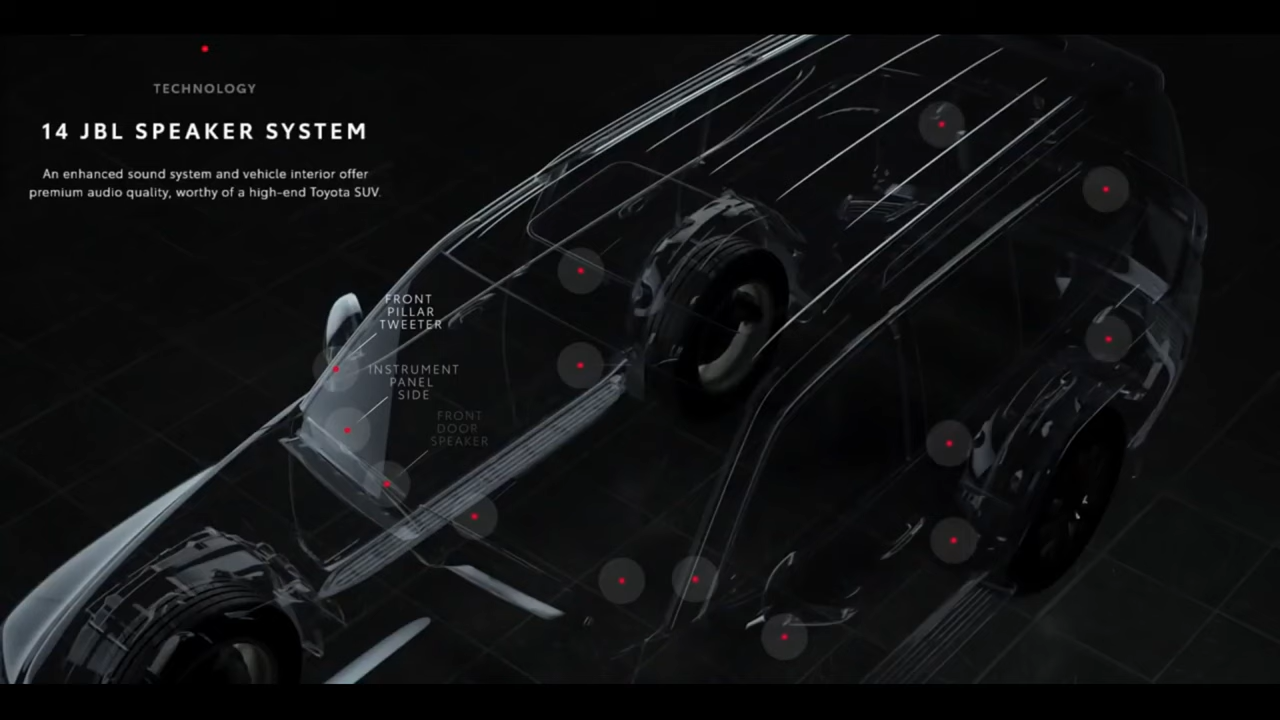 TECHNOLOGY
14 JBL SPEAKER SYSTEM
An enhanced sound system and vehicle interior offer
premium audio quality, worthy of a high-end Toyota SUV.
FRONT
PILLAR
TWEETER
INSTRUMENT
PANEL
SIDE
FRONT
DOOR
SPEAKER